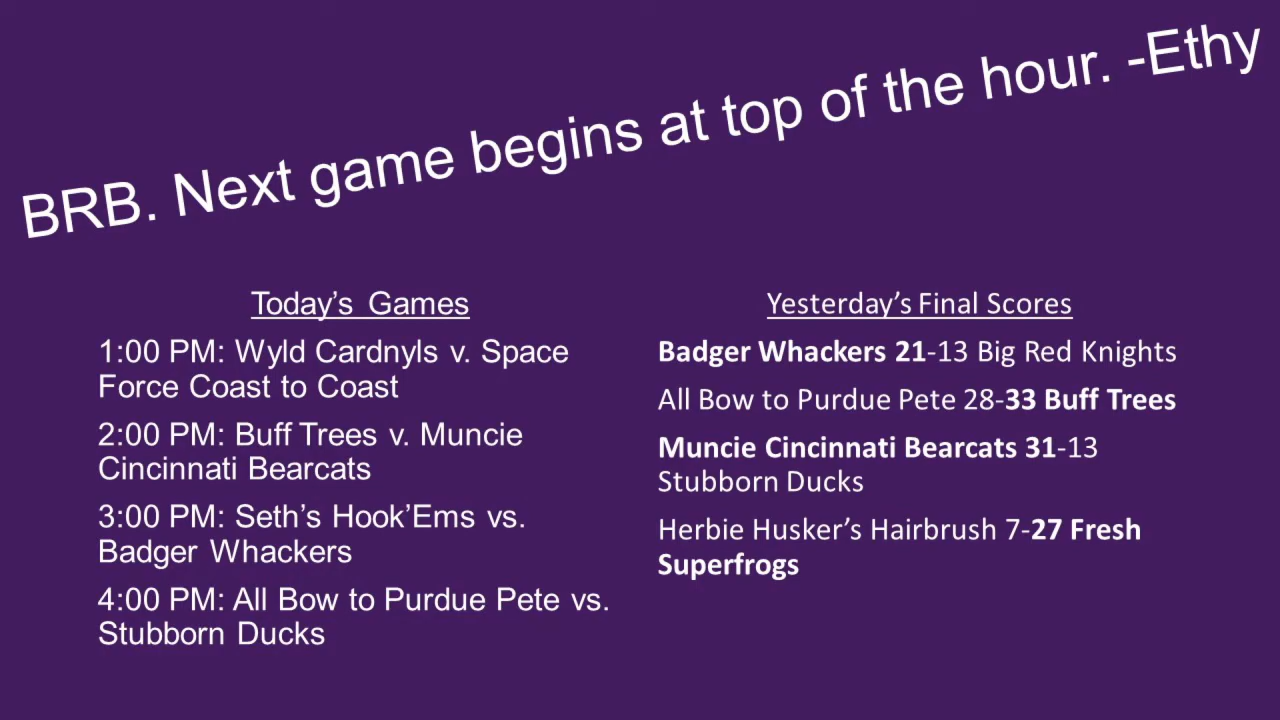 BRB. Next game begins at top of the hour. -Ethy
Today’s Games
1:00 PM: Wyld Cardnyls v. Space
Force Coast to Coast
2:00 PM: Buff Trees v. Muncie
Cincinnati Bearcats
3:00 PM: Seth’s Hook’Ems vs.
Badger Whackers
4:00 PM: All Bow to Purdue Pete vs.
Stubborn Ducks
Yesterday’s Final Scores
Badger Whackers 21-13 Big Red Knights
All Bow to Purdue Pete 28-33 Buff Trees
Muncie Cincinnati Bearcats 31-13
Stubborn Ducks
Herbie Husker’s Hairbrush 7-27 Fresh
Superfrogs